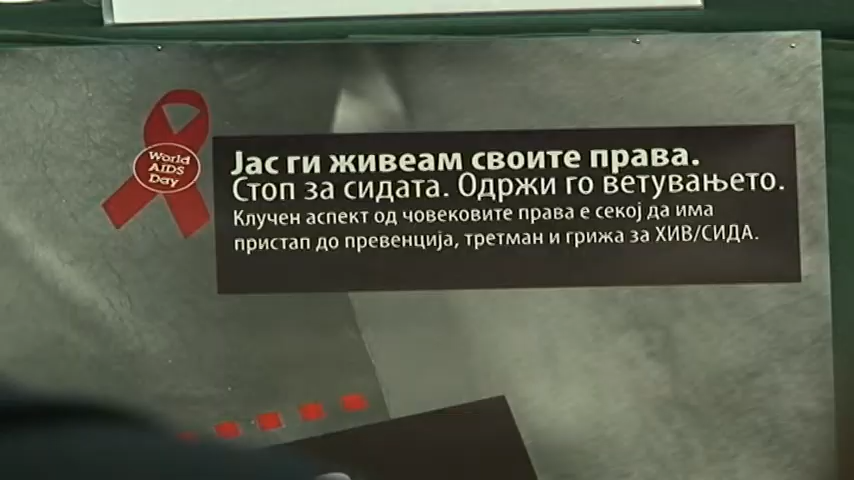 World
AIDS
Day
Јас ги живеам своите права.
Стоп за сидата. Одржи го ветувањето.
Клучен аспект од човековите права е секој да има
пристап до превенција, третман и грижа за ХИВ/СИДА.